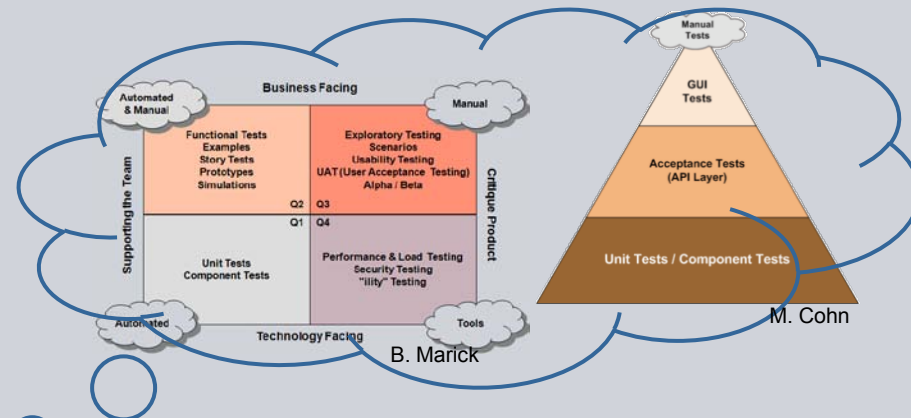 Business Facing
Automated
& Manual
Manual
Functional Tests
Examples
Story Tests
Prototypes
Simulations
Q2
Exploratory Testing
Scenarios
Usability Testing
UAT (User Acceptance Testing)
Alpha / Beta
Q3
Supporting the Team
Critique Product
Q1
Unit Tests
Component Tests
Q4
Performance & Load Testing
Security Testing
"ility" Testing
Automated
Technology Facing
Tools
B. Marick
Manual
Tests
GUI
Tests
Acceptance Tests
(API Layer)
Unit Tests / Component Tests
M. Cohn